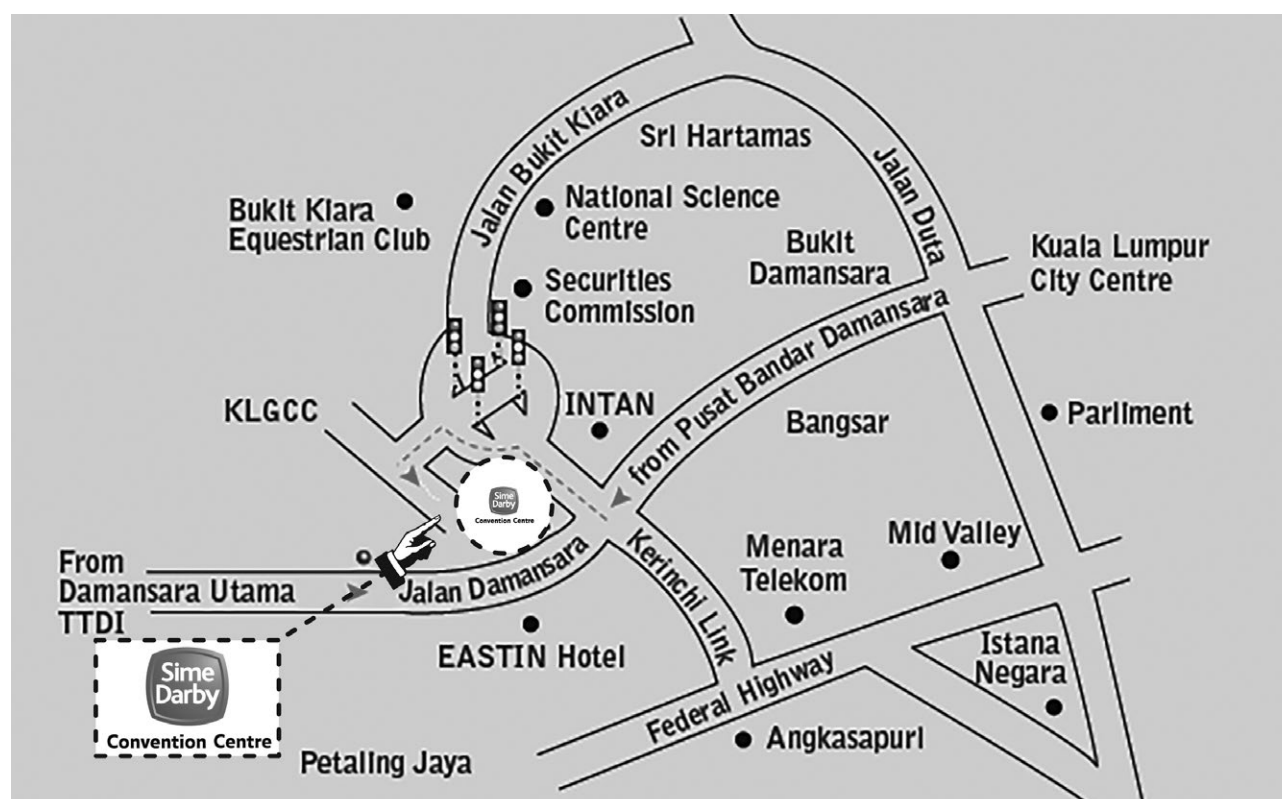 Jalan Bukit Kiara
Sri Hartamas
Jalan Duta
Bukit Kiara
Equestrian Club
National Science
Centre
Bukit
Damansara
Kuala Lumpur
City Centre
Securities
Commission
from Pusat Bandar Damansara
KLGCC
INTAN
Bangsar
Parliment
Sime
Darby
Convention Centre
Kerinchi Link
Menara
Telekom
Mid Valley
From
Damansara Utama
TTDI
Jalan Damansara
EASTIN Hotel
Istana
Negara
Federal Highway
Sime
Darby
Convention Centre
Petaling Jaya
Angkasapuri